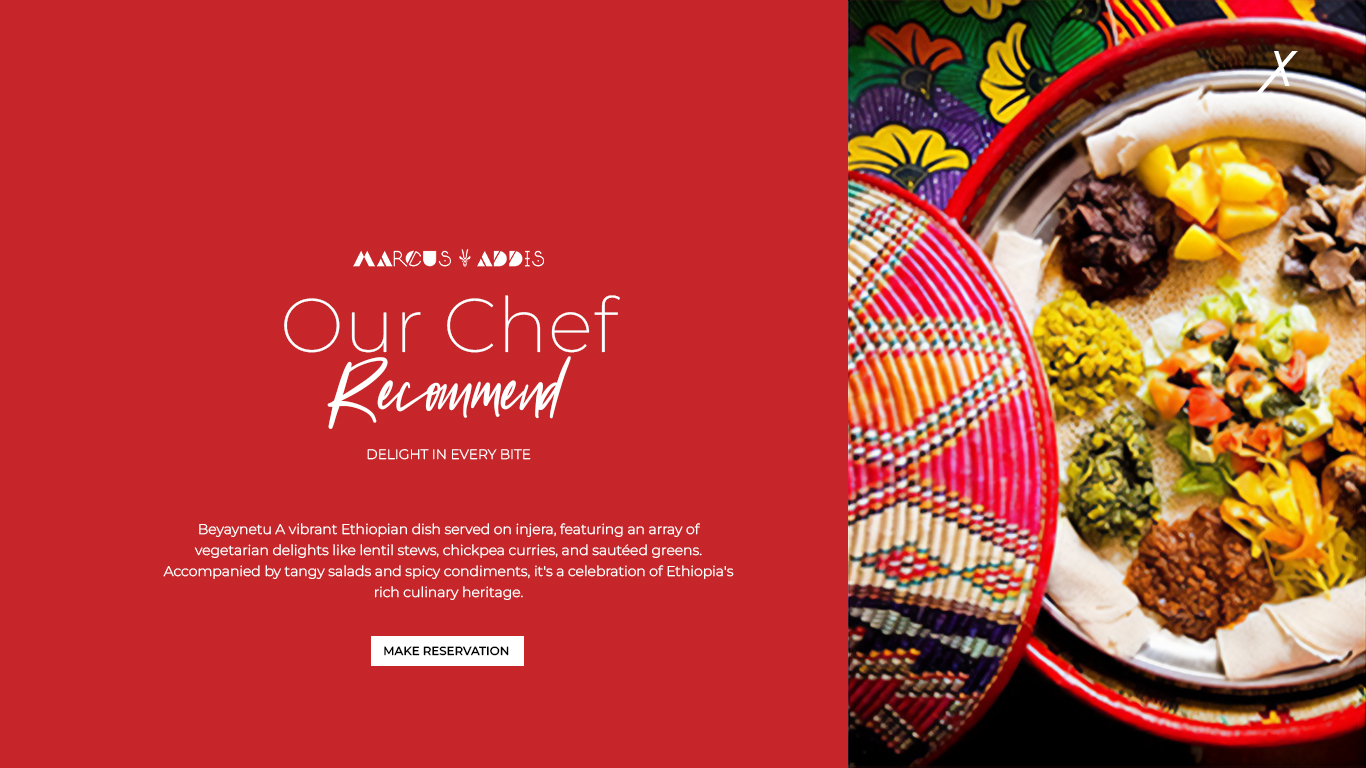 X
MARCUS ADDIS
Our Chef
Recommend
DELIGHT IN EVERY BITE
Beyaynetu A vibrant Ethiopian dish served on injera, featuring an array of
vegetarian delights like lentil stews, chickpea curries, and sautéed greens.
Accompanied by tangy salads and spicy condiments, it's a celebration of Ethiopia's
rich culinary heritage.
MAKE RESERVATION